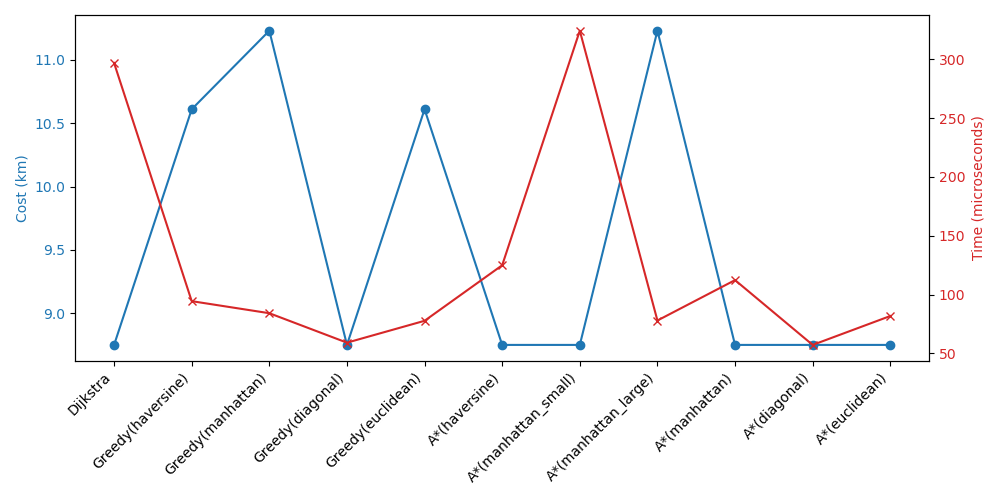 Cost (km)
11.0
10.5
10.0
9.5
9.0
300
250
200
150
100
50
Time (microseconds)
Dijkstra
Greedy(haversine)
Greedy(manhattan)
Greedy(diagonal)
Greedy(euclidean)
A*(haversine)
A*(manhattan_small)
A*(manhattan_large)
A*(manhattan)
A*(diagonal)
A*(euclidean)